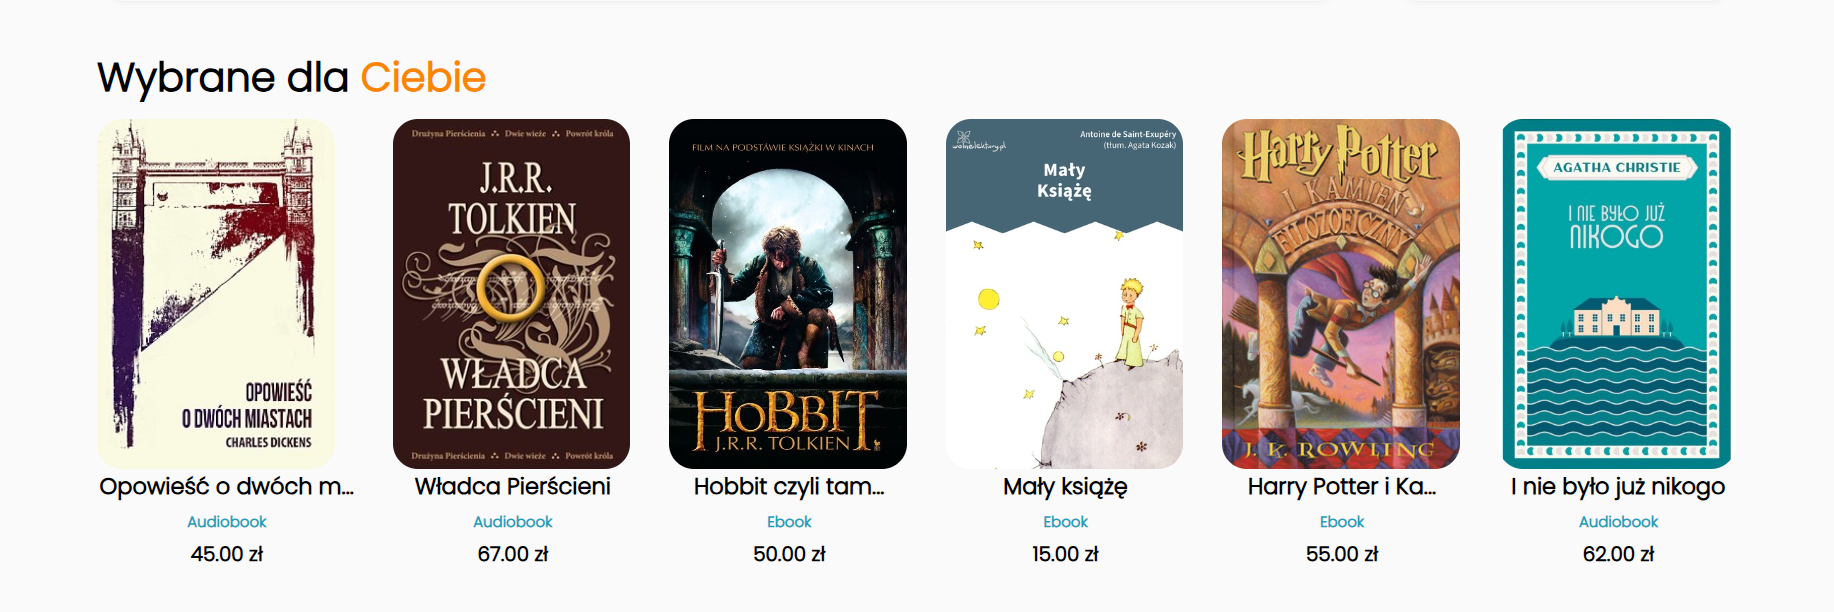 Wybrane dla Ciebie
OPOWIEŚĆ
O DWÓCH MIASTACH
CHARLES DICKENS
Opowieść o dwóch m...
Audiobook
45.00 zł
Drużyna Pierścienia ∴ Dwie wieże ∴ Powrót króla
J.R.R.
TOLKIEN
WŁADCA
PIERŚCIENI
Drużyna Pierścienia ∴ Dwie wieże ∴ Powrót króla
Władca Pierścieni
Audiobook
67.00 zł
FILM NA PODSTAWIE KSIĄŻKI W KINACH
HOBBIT
J.R.R. TOLKIEN
Hobbit czyli tam...
Ebook
50.00 zł
wolnelektury.pl
Antoine de Saint-Exupéry
(tłum. Agata Kozak)
Mały
Książę
Mały książę
Ebook
15.00 zł
Harry Potter
I KAMIEŃ
FILOZOFICZNY
J. K. ROWLING
Harry Potter i Ka...
Ebook
55.00 zł
AGATHA CHRISTIE
I NIE BYŁO JUŻ
NIKOGO
I nie było już nikogo
Audiobook
62.00 zł